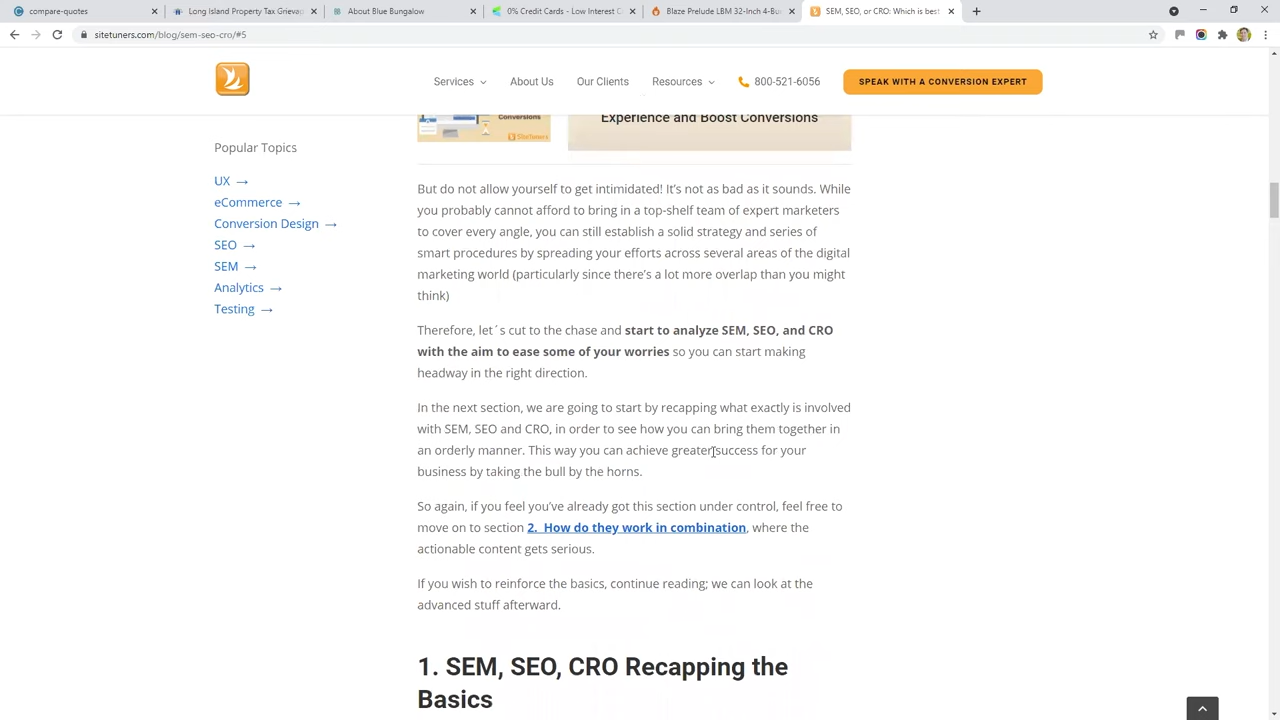 compare-quotes
Long Island Property Tax Grievap
About Blue Bungalow
0% Credit Cards - Low Interest C
Blaze Prelude LBM 32-Inch 4-Bu
SEM, SEO, or CRO: Which is best
sitetuners.com/blog/sem-seo-cro/#5
Services
About Us
Our Clients
Resources
800-521-6056
SPEAK WITH A CONVERSION EXPERT
Conversions
Sitetuners
Experience and Boost Conversions
Popular Topics
UX →
eCommerce →
Conversion Design →
SEO →
SEM →
Analytics →
Testing →
But do not allow yourself to get intimidated! It's not as bad as it sounds. While
you probably cannot afford to bring in a top-shelf team of expert marketers
to cover every angle, you can still establish a solid strategy and series of
smart procedures by spreading your efforts across several areas of the digital
marketing world (particularly since there's a lot more overlap than you might
think)
Therefore, let´s cut to the chase and start to analyze SEM, SEO, and CRO
with the aim to ease some of your worries so you can start making
headway in the right direction.
In the next section, we are going to start by recapping what exactly is involved
with SEM, SEO and CRO, in order to see how you can bring them together in
an orderly manner. This way you can achieve greater success for your
business by taking the bull by the horns.
So again, if you feel you've already got this section under control, feel free to
move on to section 2. How do they work in combination, where the
actionable content gets serious.
If you wish to reinforce the basics, continue reading; we can look at the
advanced stuff afterward.
1. SEM, SEO, CRO Recapping the
Basics